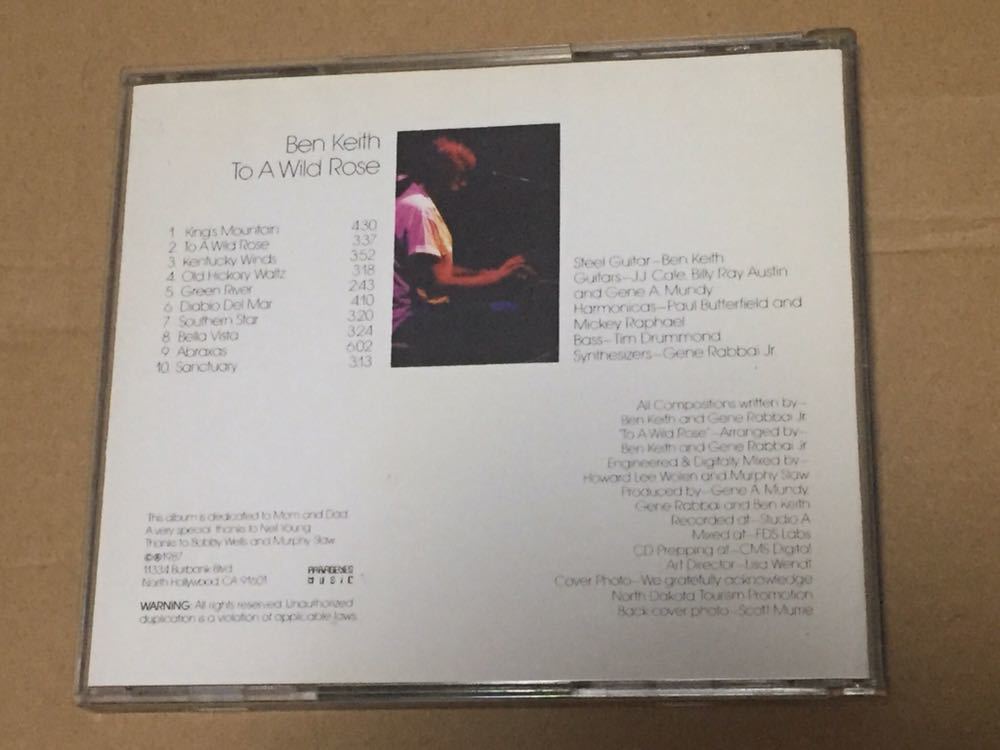 Ben Keith
To A Wild Rose
1 King's Mountain 4:30
2 To A Wild Rose 3:37
3 Kentucky Winds 3:52
4 Old Hickory Waltz 3:18
5 Green River 2:43
6 Diablo Del Mar 4:10
7 Southern Star 3:20
8 Bella Vista 3:24
9 Abraxas 6:02
10 Sanctuary 3:13
Steel Guitar–Ben Keith
Guitars–J.J. Cale, Billy Ray Austin
and Gene A. Mundy
Harmonicas–Paul Butterfield and
Mickey Raphael
Bass–Tim Drummond
Synthesizers–Gene Rabbai Jr.
All Compositions written by–
Ben Keith and Gene Rabbai Jr.
"To A Wild Rose"–Arranged by–
Ben Keith and Gene Rabbai Jr.
Engineered & Digitally Mixed by–
Howard Lee Wolen and Murphy Slaw
Produced by–Gene A. Mundy,
Gene Rabbai and Ben Keith
Recorded at–Studio A
Mixed at–FDS Labs
CD Prepping at–CMS Digital
Art Director–Lisa Wendt
Cover Photo–We gratefully acknowledge
North Dakota Tourism Promotion
Back cover photo–Scott Murrie
This album is dedicated to Mom and Dad.
A very special thanks to Neil Young
Thanks to Bobby Wells and Murphy Slaw
©℗1987
11334 Burbank Blvd.
North Hollywood, CA 91601
MUSIC
WARNING: All rights reserved. Unauthorized
duplication is a violation of applicable laws.